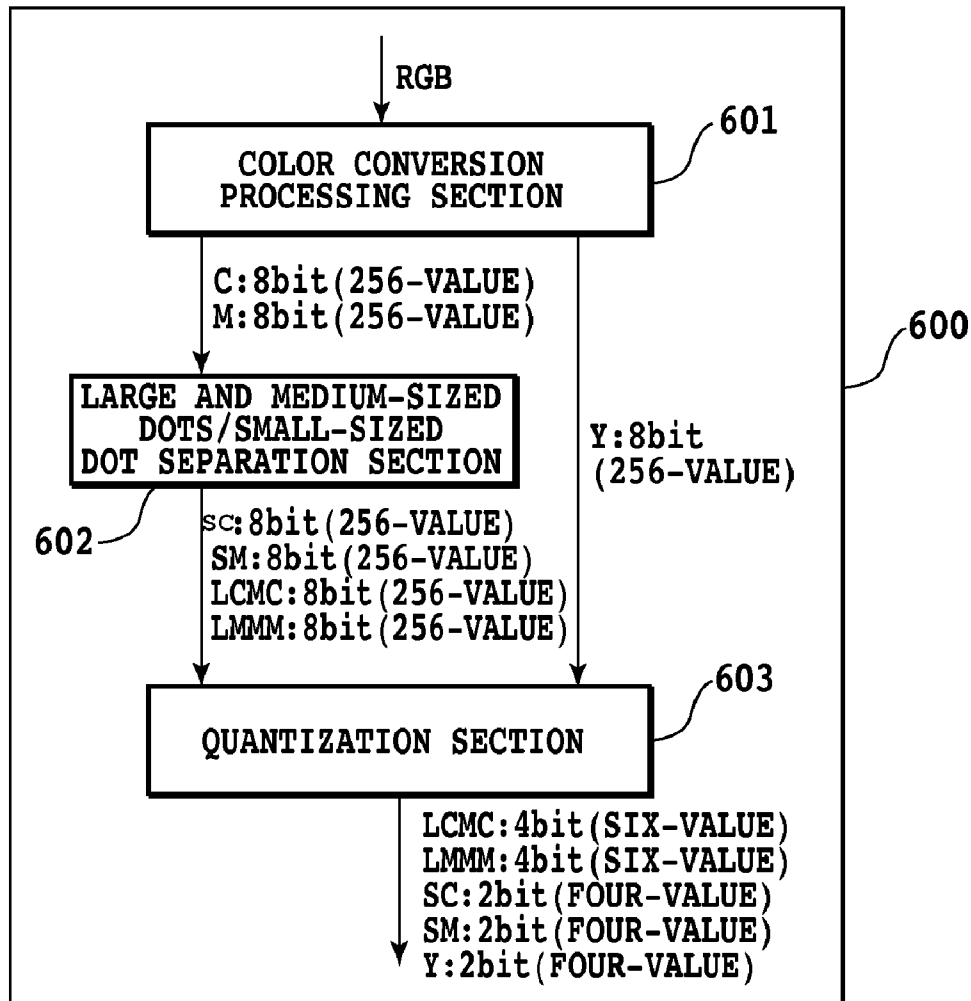 RGB
601
COLOR CONVERSION
PROCESSING SECTION
C:8bit(256-VALUE)
M:8bit(256-VALUE)
600
LARGE AND MEDIUM-SIZED
DOTS/SMALL-SIZED
DOT SEPARATION SECTION
Y:8bit
(256-VALUE)
602
SC:8bit(256-VALUE)
SM:8bit(256-VALUE)
LCMC:8bit(256-VALUE)
LMMM:8bit(256-VALUE)
603
QUANTIZATION SECTION
LCMC:4bit(SIX-VALUE)
LMMM:4bit(SIX-VALUE)
SC:2bit(FOUR-VALUE)
SM:2bit(FOUR-VALUE)
Y:2bit(FOUR-VALUE)